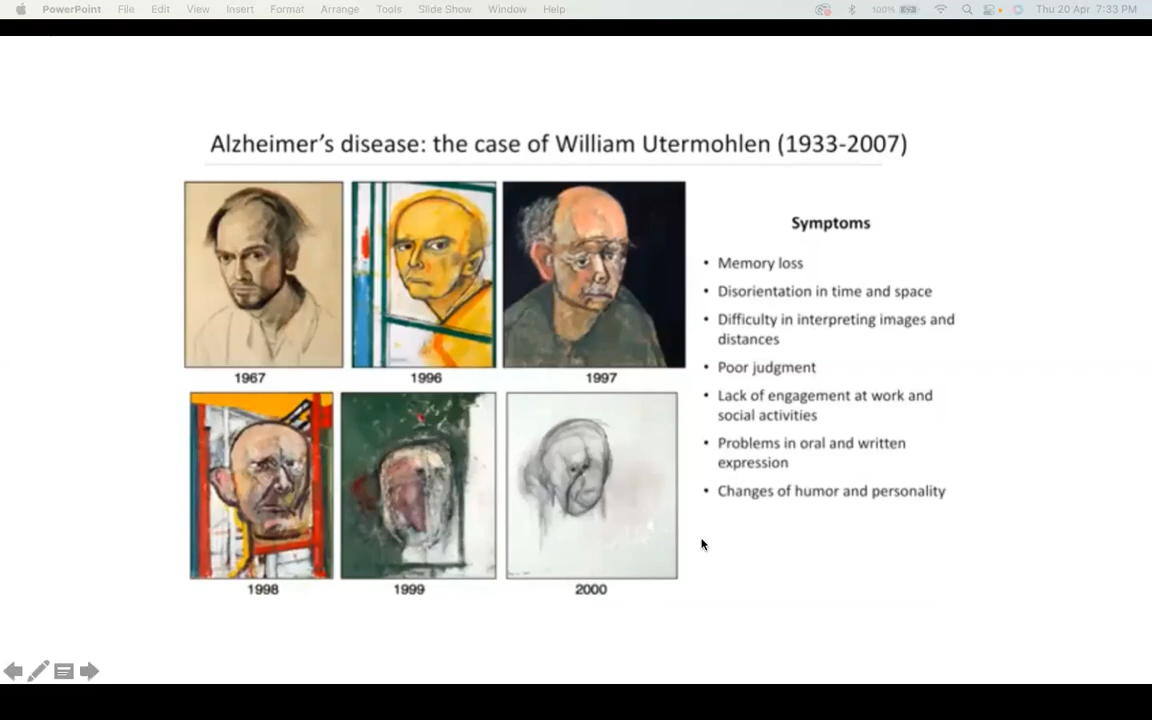 PowerPoint File Edit View Insert Format Arrange Tools Slide Show Window Help 100% Thu 20 Apr 7:33 PM
Alzheimer's disease: the case of William Utermohlen (1933-2007)
1967
1996
1997
1998
1999
2000
Symptoms
• Memory loss
• Disorientation in time and space
• Difficulty in interpreting images and
distances
• Poor judgment
• Lack of engagement at work and
social activities
• Problems in oral and written
expression
• Changes of humor and personality